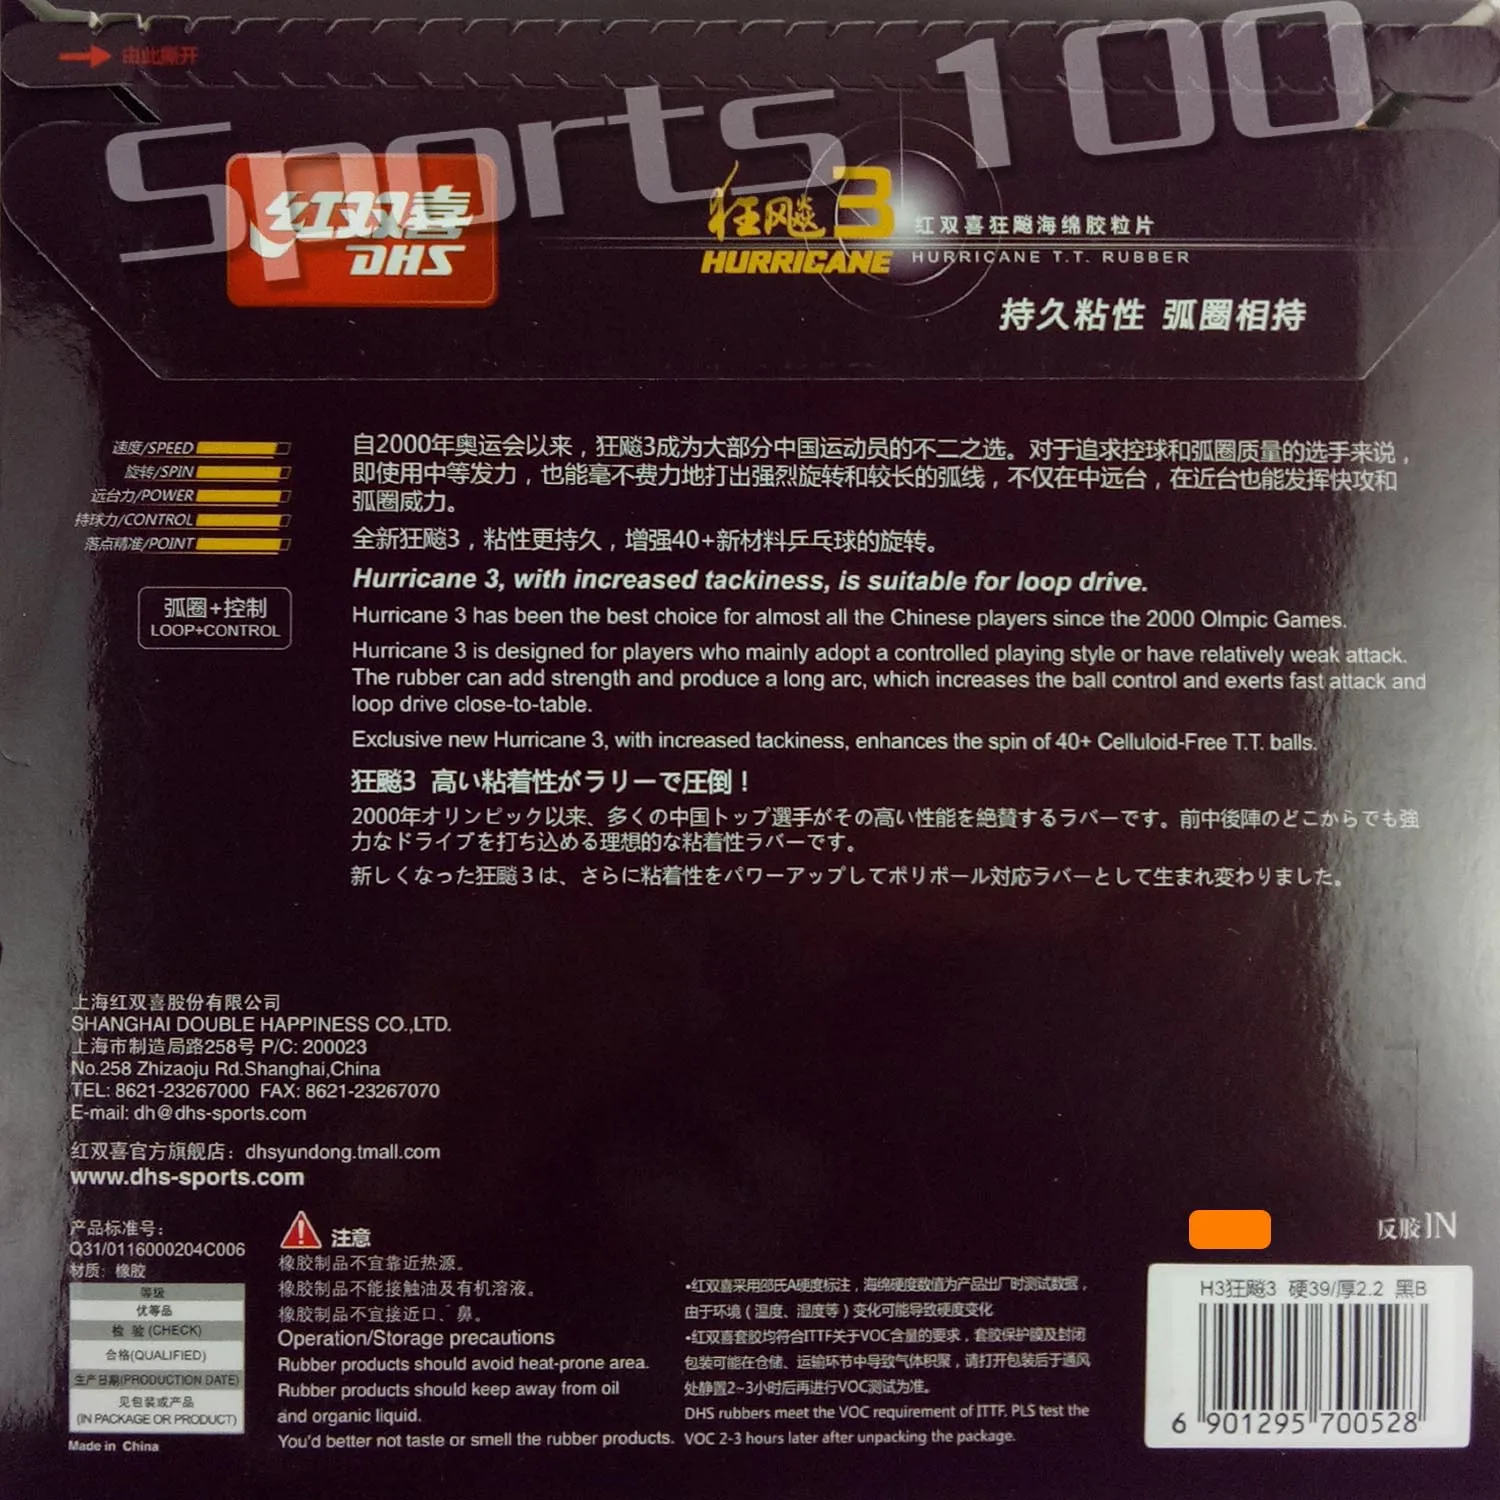 由此撕开
Sports 100
红双喜
DHS
狂飚3
HURRICANE
红双喜狂飚海绵胶粒片
HURRICANE T.T. RUBBER
持久粘性 弧圈相持
速度/SPEED
旋转/SPIN
远台力/POWER
持球力/CONTROL
落点精准/POINT
弧圈+控制
LOOP+CONTROL
自2000年奥运会以来，狂飚3成为大部分中国运动员的不二之选。对于追求控球和弧圈质量的选手来说，
即使用中等发力，也能毫不费力地打出强烈旋转和较长的弧线，不仅在中远台，在近台也能发挥快攻和
弧圈威力。
全新狂飚3，粘性更持久，增强40+新材料乒乓球的旋转。
Hurricane 3, with increased tackiness, is suitable for loop drive.
Hurricane 3 has been the best choice for almost all the Chinese players since the 2000 Olmpic Games.
Hurricane 3 is designed for players who mainly adopt a controlled playing style or have relatively weak attack.
The rubber can add strength and produce a long arc, which increases the ball control and exerts fast attack and
loop drive close-to-table.
Exclusive new Hurricane 3, with increased tackiness, enhances the spin of 40+ Celluloid-Free T.T. balls.
狂飚3 高い粘着性がラリーで圧倒！
2000年オリンピック以来、多くの中国トップ選手がその高い性能を絶賛するラバーです。前中後陣のどこからでも強
力なドライブを打ち込める理想的な粘着性ラバーです。
新しくなった狂飚３は、さらに粘着性をパワーアップしてポリボール対応ラバーとして生まれ変わりました。
上海红双喜股份有限公司
SHANGHAI DOUBLE HAPPINESS CO.,LTD.
上海市制造局路258号 P/C: 200023
No.258 Zhizaoju Rd.Shanghai,China
TEL: 8621-23267000 FAX: 8621-23267070
E-mail: dh@dhs-sports.com
红双喜官方旗舰店：dhsyundong.tmall.com
www.dhs-sports.com
产品标准号：
Q31/0116000204C006
材质：橡胶
等级
优等品
检 验 (CHECK)
合格(QUALIFIED)
生产日期(PRODUCTION DATE)
见包装或产品
(IN PACKAGE OR PRODUCT)
Made in China
注意
橡胶制品不宜靠近热源。
橡胶制品不能接触油及有机溶液。
橡胶制品不宜接近口、鼻。
Operation/Storage precautions
Rubber products should avoid heat-prone area.
Rubber products should keep away from oil
and organic liquid.
You'd better not taste or smell the rubber products.
•红双喜采用邵氏A硬度标注，海绵硬度数值为产品出厂时测试数据，
由于环境（温度、湿度等）变化可能导致硬度变化
•红双喜套胶均符合ITTF关于VOC含量的要求，套胶保护膜及封闭
包装可能在仓储、运输环节中导致气体积聚，请打开包装后于通风
处静置2~3小时后再进行VOC测试为准。
DHS rubbers meet the VOC requirement of ITTF. PLS test the
VOC 2-3 hours later after unpacking the package.
反胶IN
H3狂飚3 硬39/厚2.2 黑B
6 901295 700528